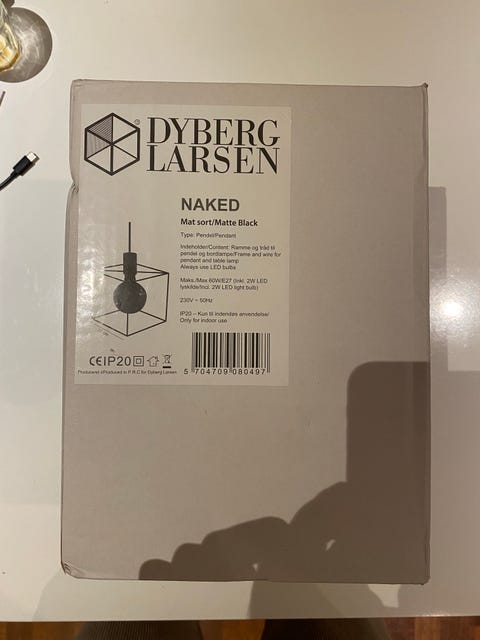 DYBERG
LARSEN
NAKED
Mat sort/Matte Black
Type: Pendel/Pendant
Indeholder/Content: Ramme og tråd til
pendel og bordlampe/Frame and wire for
pendant and table lamp
Always use LED bulbs
Maks./Max 60W/E27 (Inkl. 2W LED
lyskilde/Incl. 2W LED light bulb)
230V ~ 50Hz
IP20 – Kun til indendøs anvendelse/
Only for indoor use
CE IP20
Produceret i/Produced in P.R.C for Dyberg Larsen
5 704709 080497